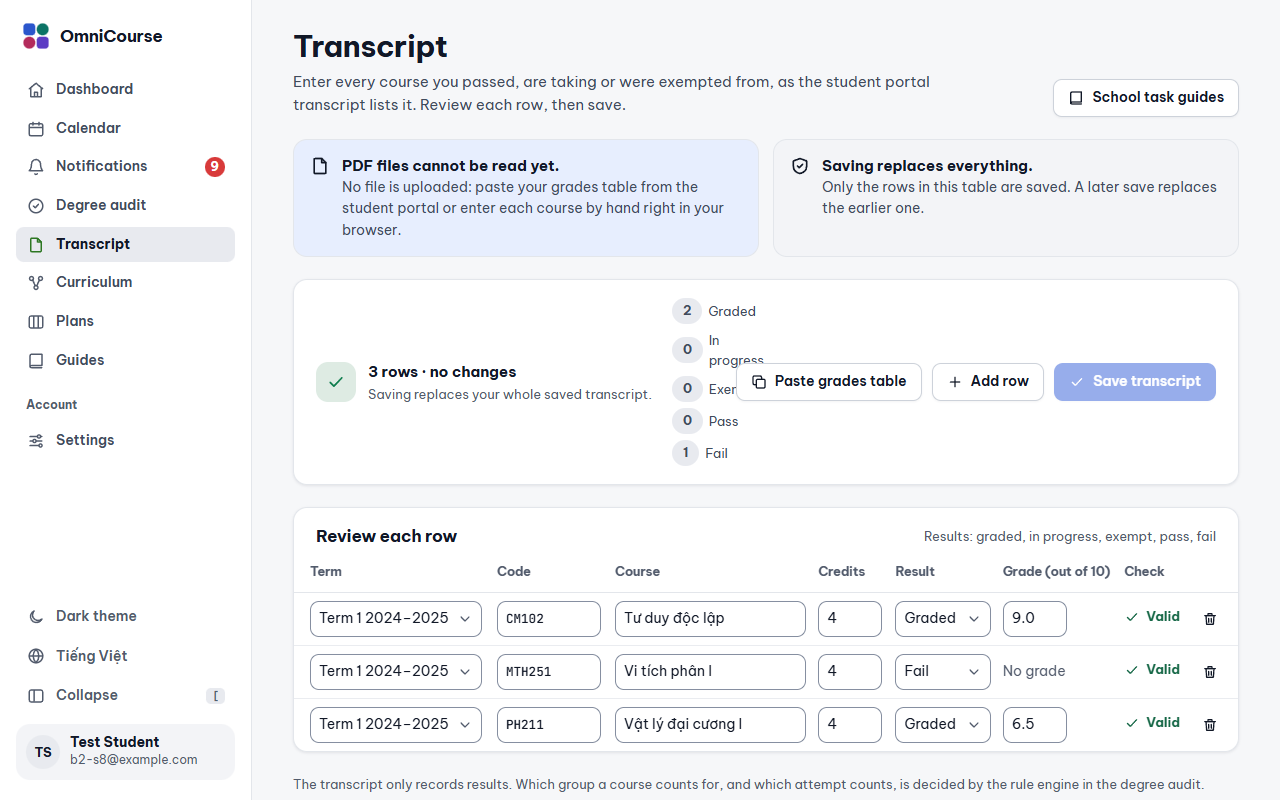 OmniCourse
Dashboard
Calendar
Notifications 9
Degree audit
Transcript
Curriculum
Plans
Guides
Account
Settings
Dark theme
Tiếng Việt
Collapse [
TS
Test Student
b2-s8@example.com
Transcript
Enter every course you passed, are taking or were exempted from, as the student portal
transcript lists it. Review each row, then save.
School task guides
PDF files cannot be read yet.
No file is uploaded: paste your grades table from the
student portal or enter each course by hand right in your
browser.
Saving replaces everything.
Only the rows in this table are saved. A later save replaces
the earlier one.
3 rows · no changes
Saving replaces your whole saved transcript.
2 Graded
0 In
progress
0 Exer
0 Pass
1 Fail
Paste grades table
Add row
Save transcript
Review each row
Results: graded, in progress, exempt, pass, fail
Term Code Course Credits Result Grade (out of 10) Check
Term 1 2024–2025 CM102 Tư duy độc lập 4 Graded 9.0 Valid
Term 1 2024–2025 MTH251 Vi tích phân I 4 Fail No grade Valid
Term 1 2024–2025 PH211 Vật lý đại cương I 4 Graded 6.5 Valid
The transcript only records results. Which group a course counts for, and which attempt counts, is decided by the rule engine in the degree audit.